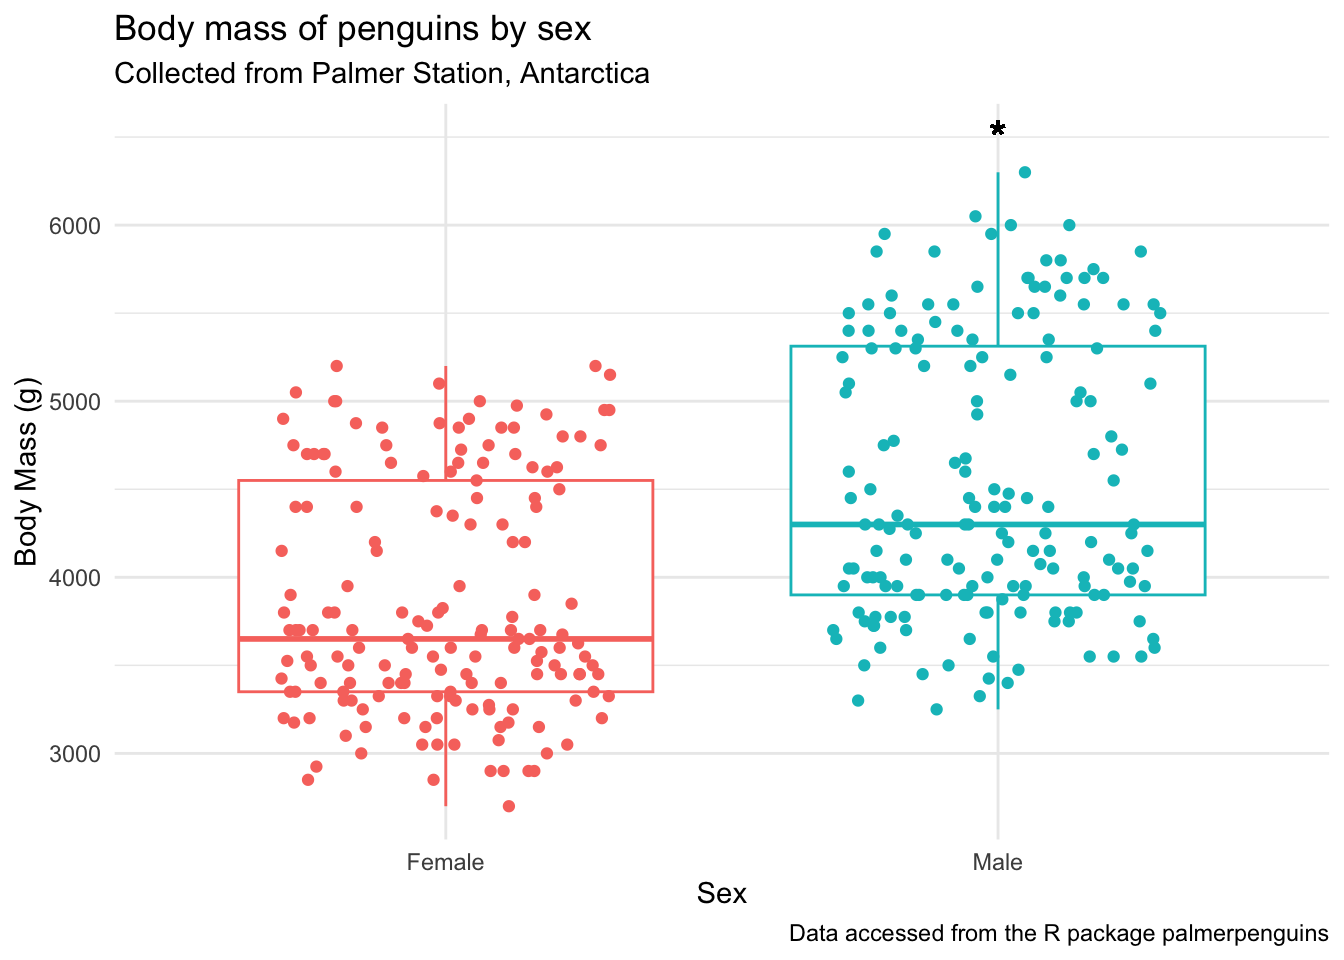 Body mass of penguins by sex
Collected from Palmer Station, Antarctica
*
6000
5000
4000
3000
Body Mass (g)
Female Male
Sex
Data accessed from the R package palmerpenguins